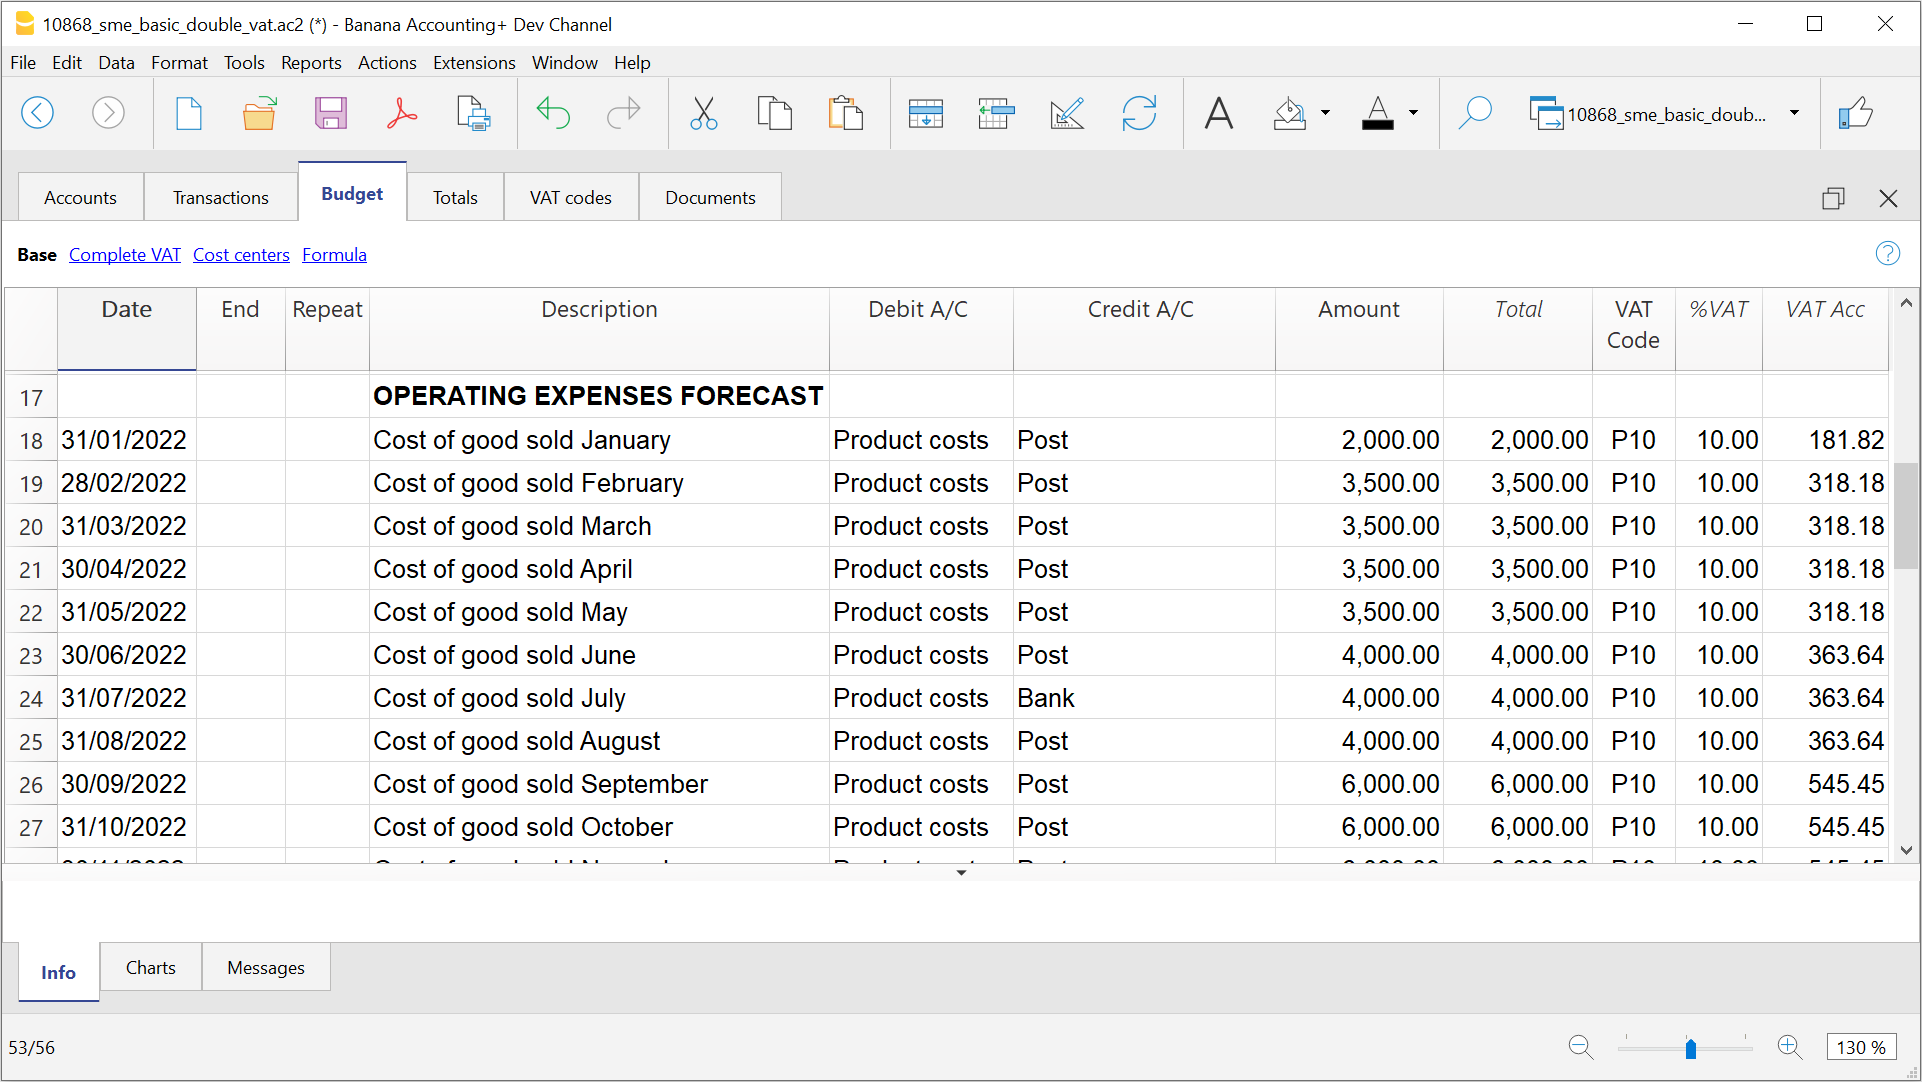 10868_sme_basic_double_vat.ac2 (*) - Banana Accounting+ Dev Channel
File Edit Data Format Tools Reports Actions Extensions Window Help
10868_sme_basic_doub...
Accounts Transactions Budget Totals VAT codes Documents
Base Complete VAT Cost centers Formula
Date End Repeat Description Debit A/C Credit A/C Amount Total VAT Code %VAT VAT Acc
17 OPERATING EXPENSES FORECAST
18 31/01/2022 Cost of good sold January Product costs Post 2,000.00 2,000.00 P10 10.00 181.82
19 28/02/2022 Cost of good sold February Product costs Post 3,500.00 3,500.00 P10 10.00 318.18
20 31/03/2022 Cost of good sold March Product costs Post 3,500.00 3,500.00 P10 10.00 318.18
21 30/04/2022 Cost of good sold April Product costs Post 3,500.00 3,500.00 P10 10.00 318.18
22 31/05/2022 Cost of good sold May Product costs Post 3,500.00 3,500.00 P10 10.00 318.18
23 30/06/2022 Cost of good sold June Product costs Post 4,000.00 4,000.00 P10 10.00 363.64
24 31/07/2022 Cost of good sold July Product costs Bank 4,000.00 4,000.00 P10 10.00 363.64
25 31/08/2022 Cost of good sold August Product costs Post 4,000.00 4,000.00 P10 10.00 363.64
26 30/09/2022 Cost of good sold September Product costs Post 6,000.00 6,000.00 P10 10.00 545.45
27 31/10/2022 Cost of good sold October Product costs Post 6,000.00 6,000.00 P10 10.00 545.45
Info Charts Messages
53/56
130 %